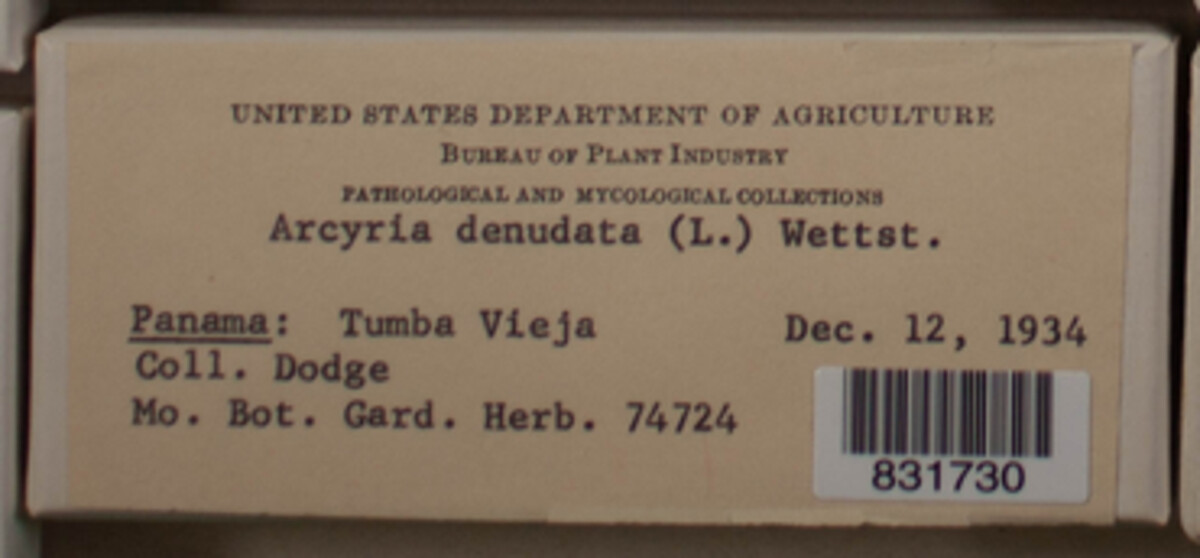 UNITED STATES DEPARTMENT OF AGRICULTURE
BUREAU OF PLANT INDUSTRY
PATHOLOGICAL AND MYCOLOGICAL COLLECTIONS
Arcyria denudata (L.) Wettst.
Panama: Tumba Vieja Dec. 12, 1934
Coll. Dodge
Mo. Bot. Gard. Herb. 74724
831730